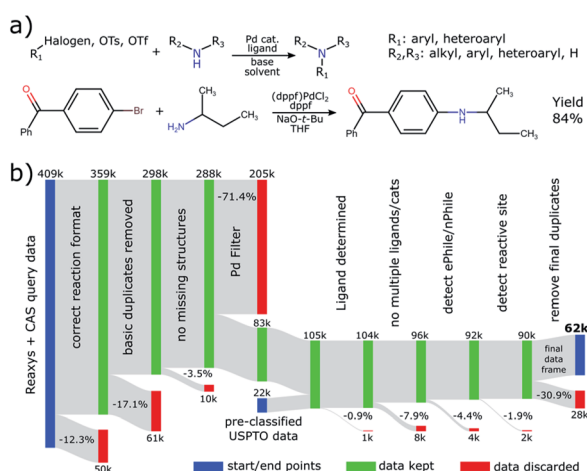 a)
Halogen, OTs, OTf
R1
+
R2 N R3
H
Pd cat.
ligand
base
solvent
R2 N R3
R1
R1: aryl, heteroaryl
R2,R3: alkyl, aryl, heteroaryl, H
O
Ph
Br
+
CH3
H2N
CH3
(dppf)PdCl2
dppf
NaO-t-Bu
THF
O
Ph
N
H
CH3
CH3
Yield
84%
b)
409k
359k
298k
288k
205k
Reaxys + CAS query data
correct reaction format
basic duplicates removed
no missing structures
Pd Filter
-71.4%
Ligand determined
no multiple ligands/cats
detect ePhile/nPhile
detect reactive site
remove final duplicates
83k
105k
104k
96k
92k
90k
62k
final
data
frame
-3.5%
10k
22k
-17.1%
61k
-12.3%
50k
pre-classified
USPTO data
-0.9%
1k
-7.9%
8k
-4.4%
4k
-1.9%
2k
-30.9%
28k
start/end points
data kept
data discarded